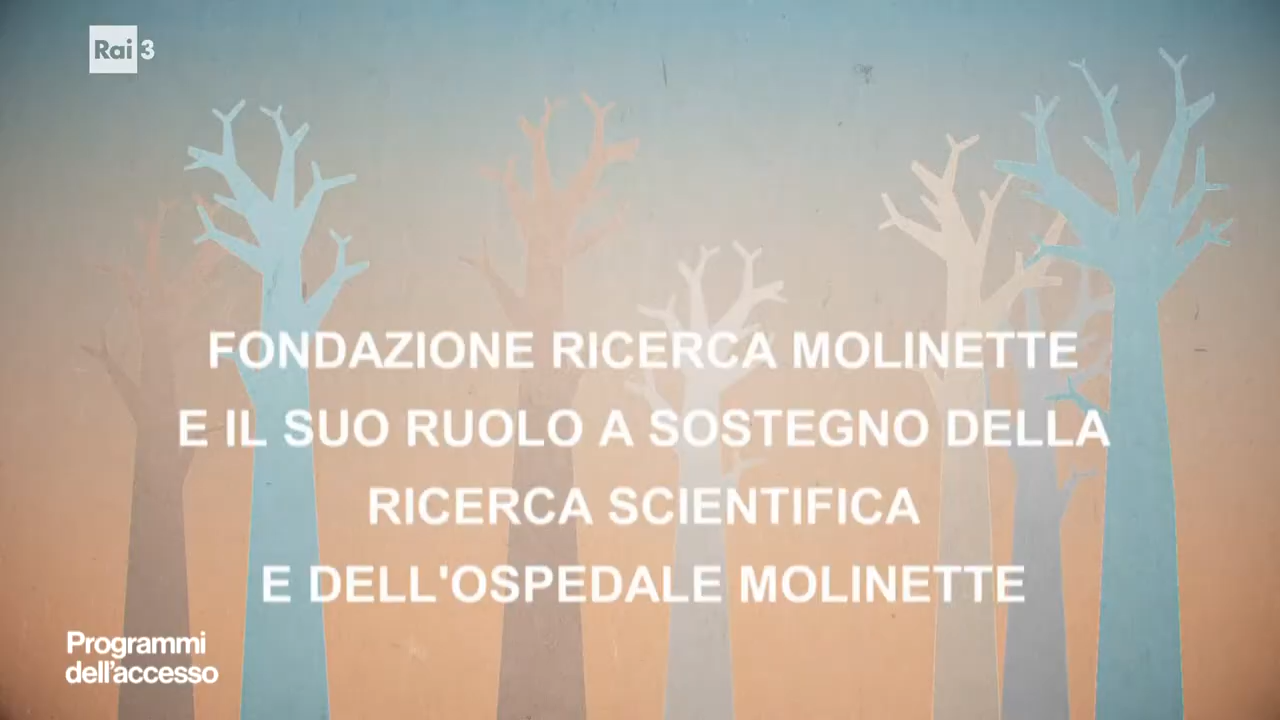 Rai 3
FONDAZIONE RICERCA MOLINETTE
E IL SUO RUOLO A SOSTEGNO DELLA
RICERCA SCIENTIFICA
E DELL'OSPEDALE MOLINETTE
Programmi
dell'accesso